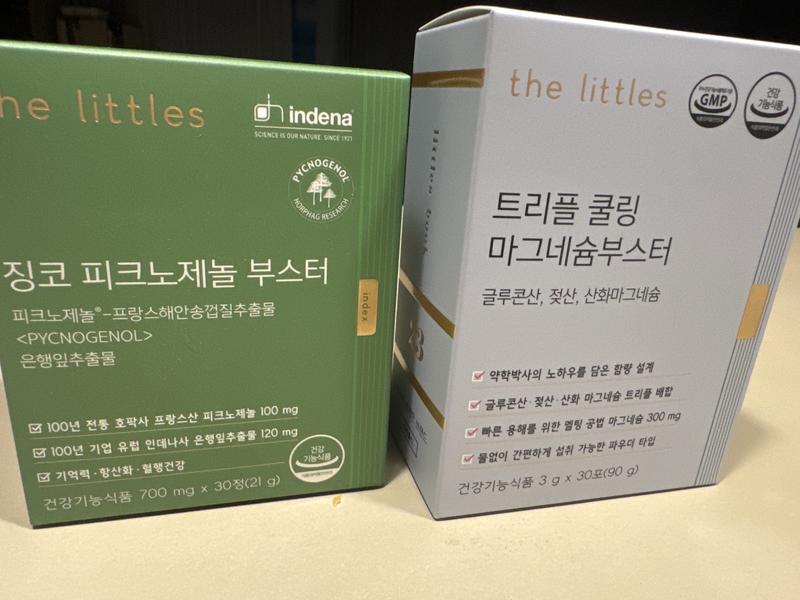 he littles
indena
SCIENCE IS OUR NATURE. SINCE 1921
PYCNOGENOL
HORPHAG RESEARCH
징코 피크노제놀 부스터
피크노제놀®-프랑스해안송껍질추출물
<PYCNOGENOL>
은행잎추출물
index
100년 전통 호팍사 프랑스산 피크노제놀 100 mg
100년 기업 유럽 인데나사 은행잎추출물 120 mg
기억력·항산화·혈행건강
건강
기능식품
건강기능식품 700 mg x 30정(21 g)
the littles
GMP
건강
기능식품
트리플 쿨링
마그네슘부스터
글루콘산, 젖산, 산화마그네슘
약학박사의 노하우를 담은 함량 설계
글루콘산·젖산·산화 마그네슘 트리플 배합
빠른 용해를 위한 멜팅 공법 마그네슘 300 mg
물없이 간편하게 섭취 가능한 파우더 타입
건강기능식품 3 g x 30포(90 g)